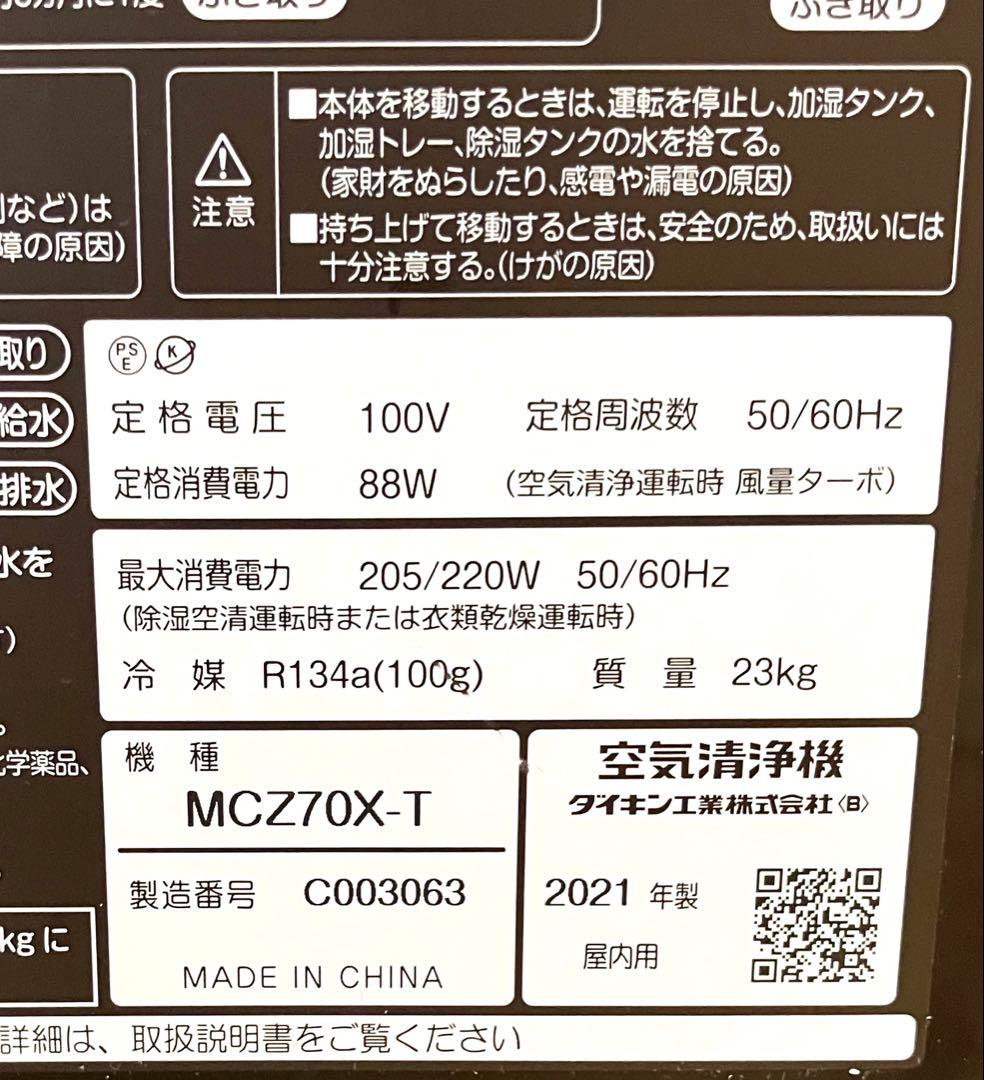 ふき取り
ふき取り
■本体を移動するときは、運転を停止し、加湿タンク、
加湿トレー、除湿タンクの水を捨てる。
(家財をぬらしたり、感電や漏電の原因)
注意
■持ち上げて移動するときは、安全のため、取扱いには
十分注意する。(けがの原因)
など)は
障の原因)
取り
給水
排水
水を
化学薬品、
kgに
PS
E
K
定格電圧 100V 定格周波数 50/60Hz
定格消費電力 88W (空気清浄運転時 風量ターボ)
最大消費電力 205/220W 50/60Hz
(除湿空清運転時または衣類乾燥運転時)
冷媒 R134a(100g) 質量 23kg
機種
MCZ70X-T
製造番号 C003063
MADE IN CHINA
空気清浄機
ダイキン工業株式会社〈B〉
2021 年製
屋内用
詳細は、取扱説明書をご覧ください